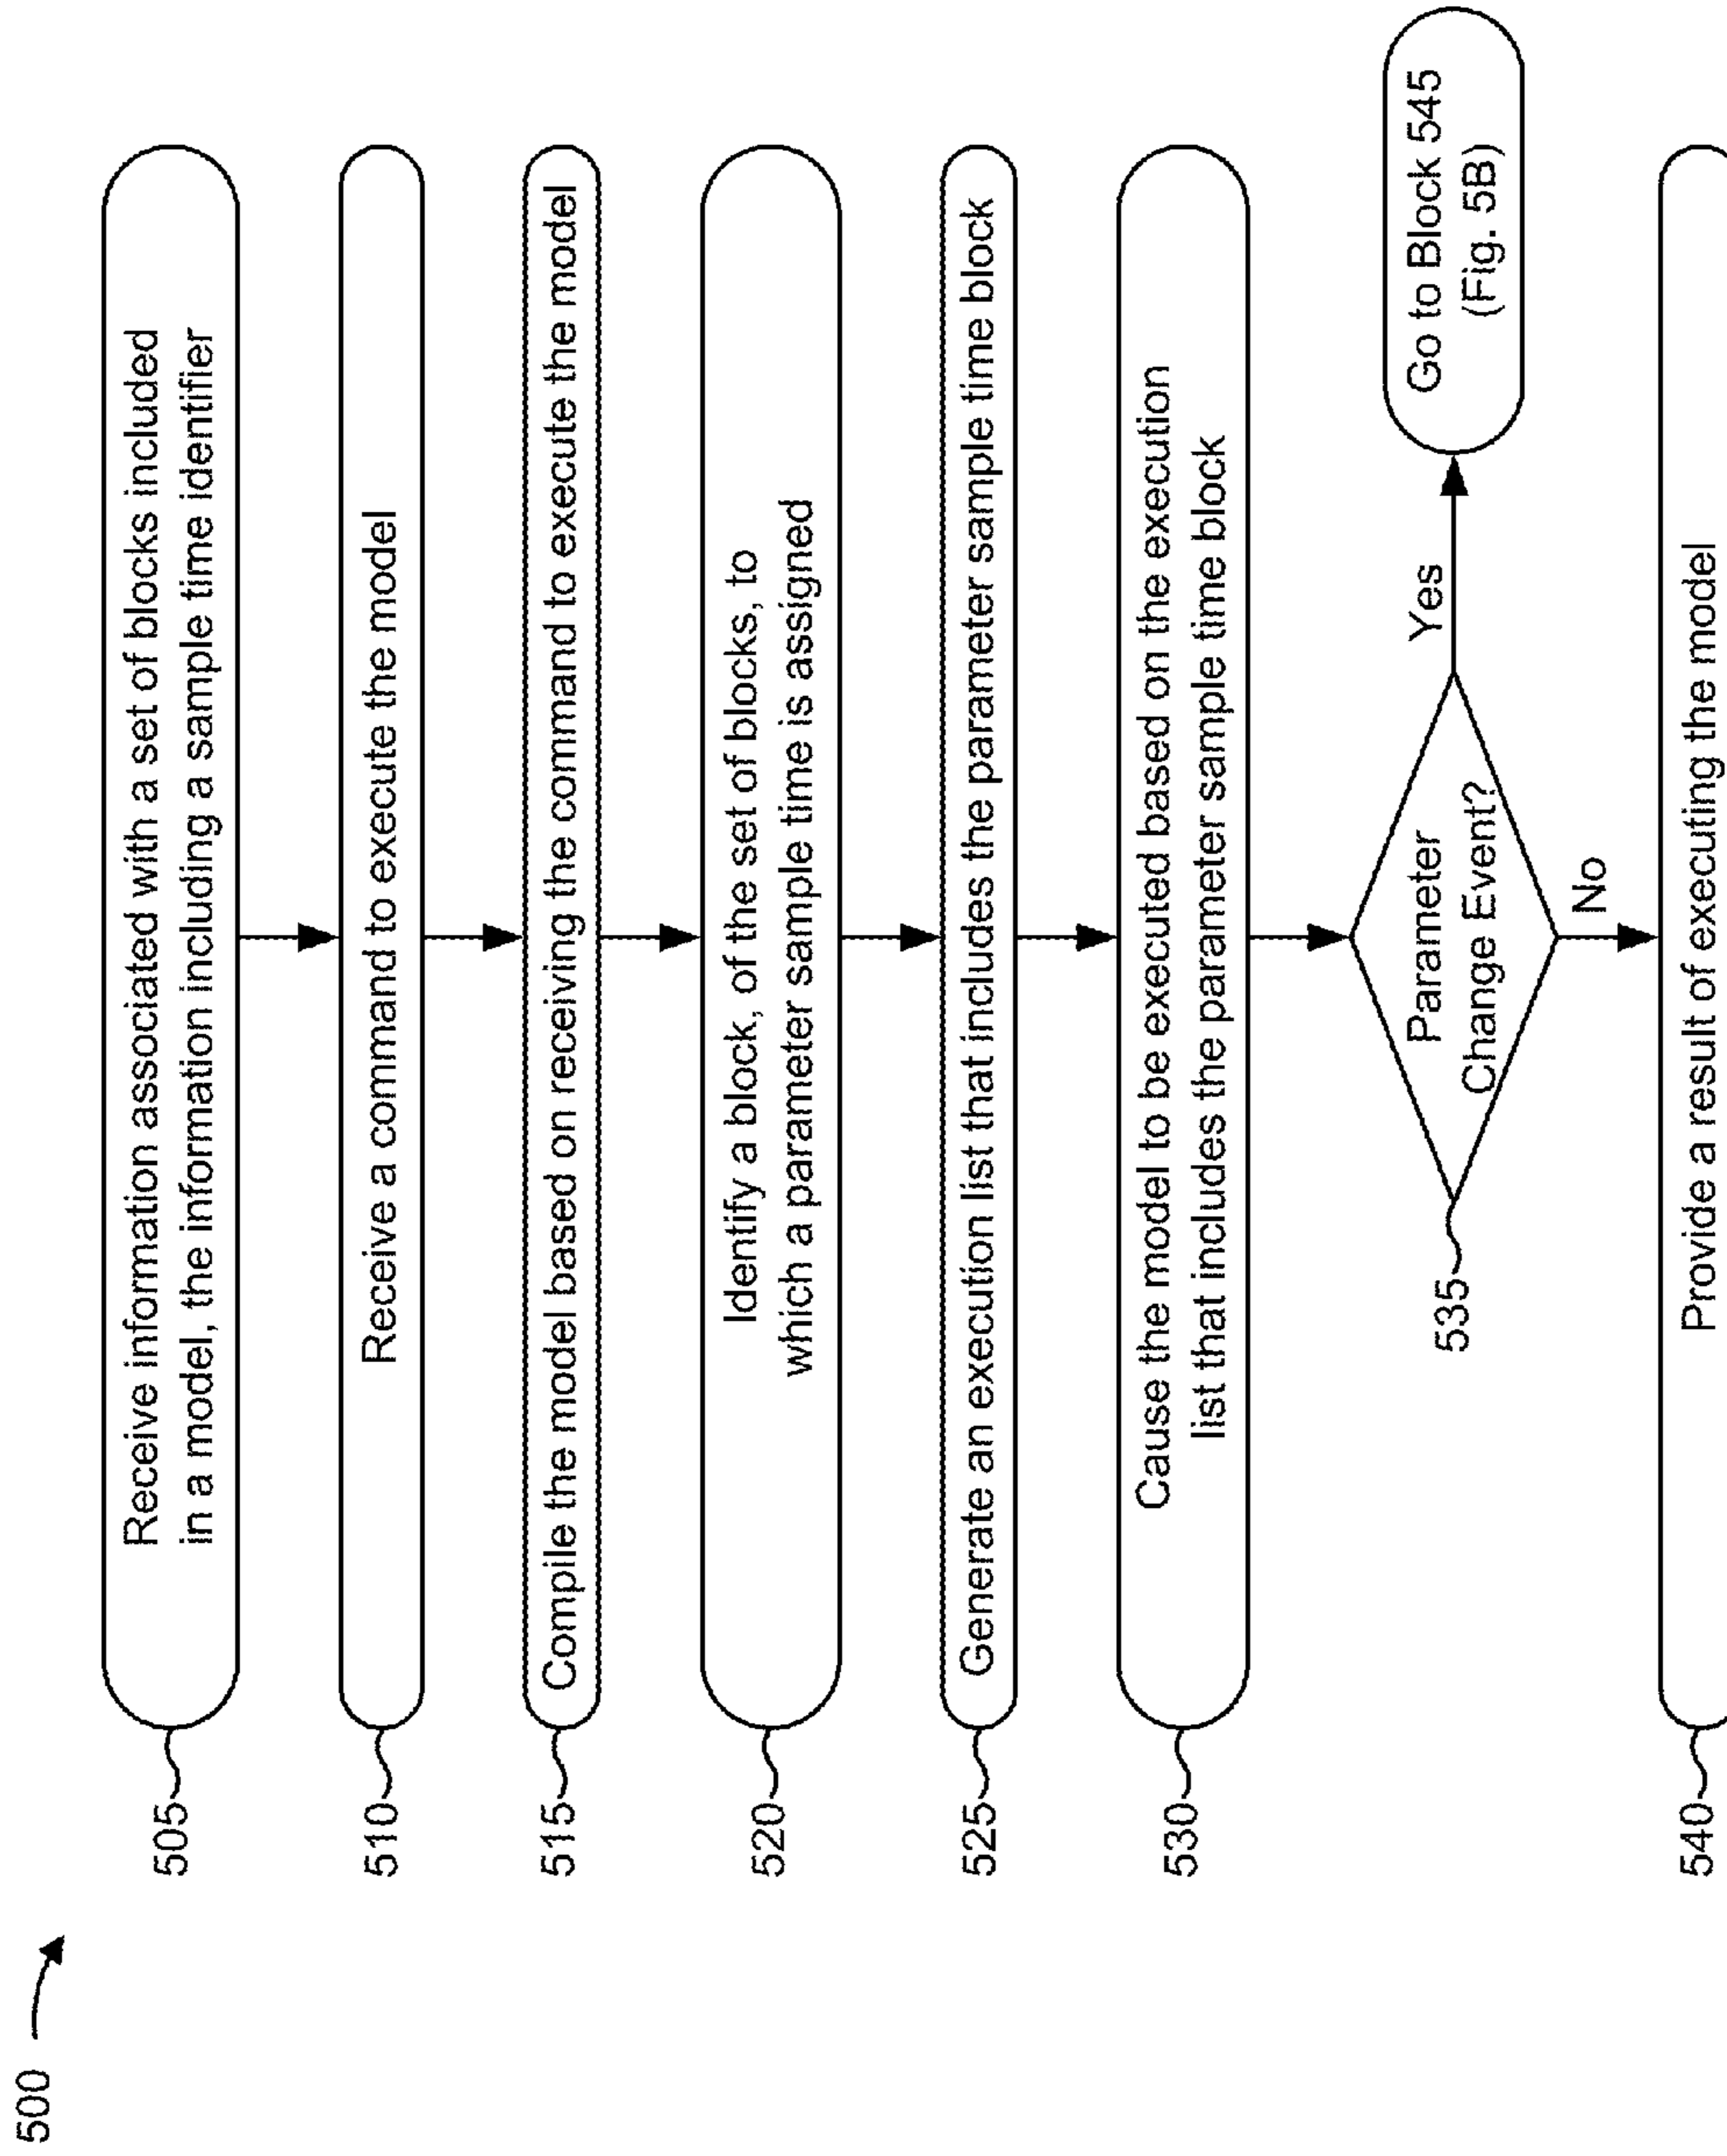 500
505
Receive information associated with a set of blocks included
in a model, the information including a sample time identifier
510
Receive a command to execute the model
515
Compile the model based on receiving the command to execute the model
520
Identify a block, of the set of blocks, to
which a parameter sample time is assigned
525
Generate an execution list that includes the parameter sample time block
530
Cause the model to be executed based on the execution
list that includes the parameter sample time block
535
Parameter
Change Event?
Yes
Go to Block 545
(Fig. 5B)
No
540
Provide a result of executing the model